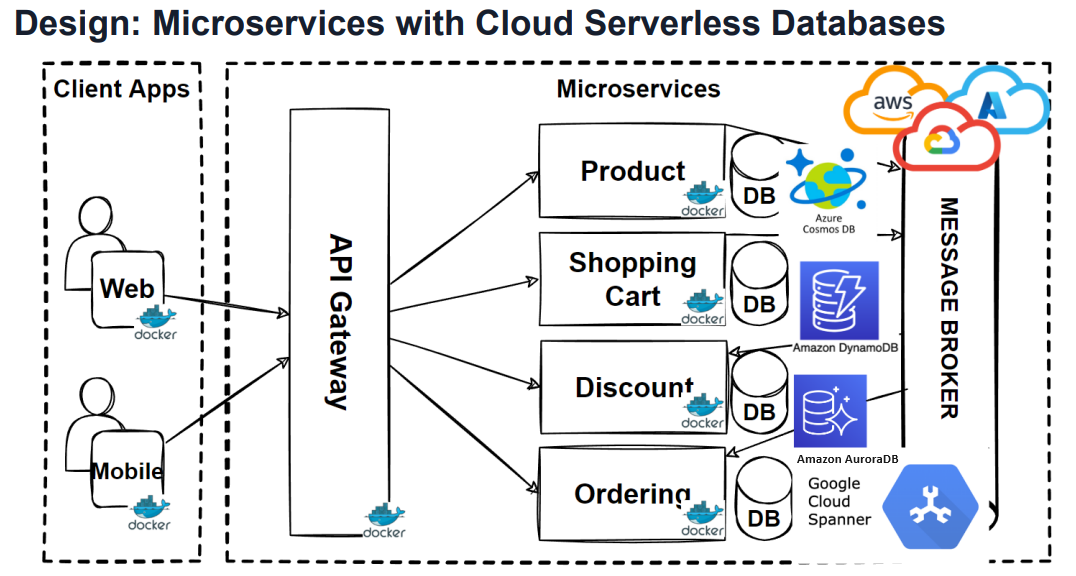 Design: Microservices with Cloud Serverless Databases
Client Apps
Microservices
aws
Web
docker
Mobile
docker
API Gateway
docker
Product
docker
DB
Azure
Cosmos DB
Shopping
Cart
docker
DB
Amazon DynamoDB
Discount
docker
DB
Amazon AuroraDB
Ordering
docker
DB
Google
Cloud
Spanner
MESSAGE BROKER